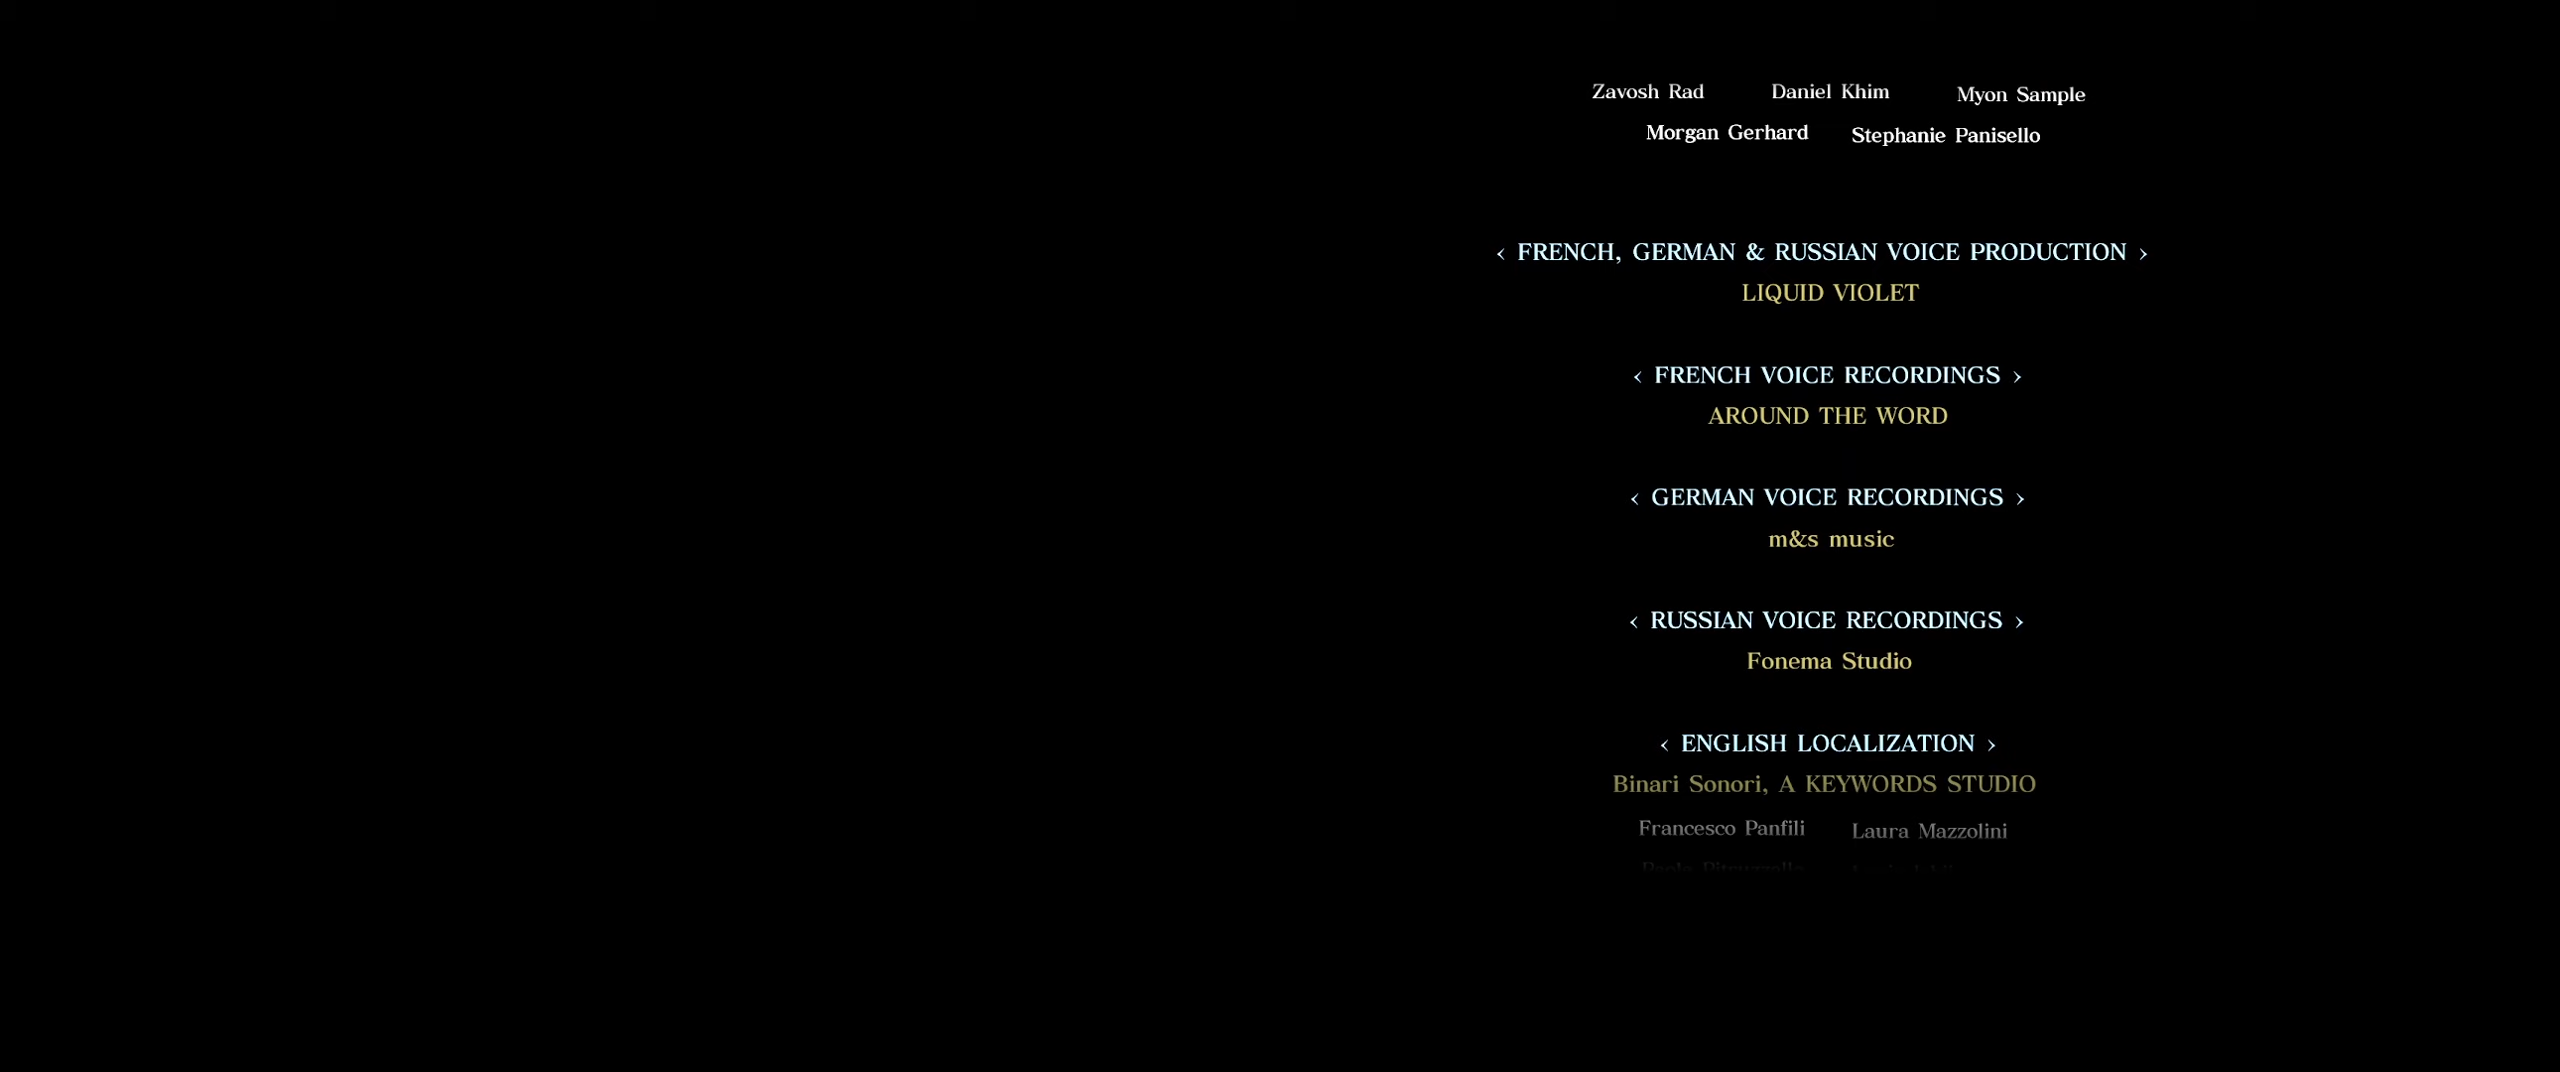 Zavosh Rad Daniel Khim Myon Sample
Morgan Gerhard Stephanie Panisello
‹ FRENCH, GERMAN & RUSSIAN VOICE PRODUCTION ›
LIQUID VIOLET
‹ FRENCH VOICE RECORDINGS ›
AROUND THE WORD
‹ GERMAN VOICE RECORDINGS ›
m&s music
‹ RUSSIAN VOICE RECORDINGS ›
Fonema Studio
‹ ENGLISH LOCALIZATION ›
Binari Sonori, A KEYWORDS STUDIO
Francesco Panfili Laura Mazzolini